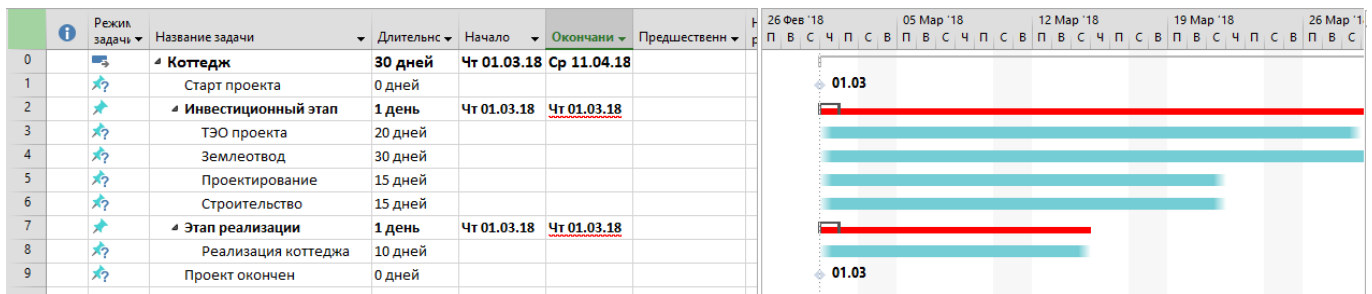 Режим задачи Название задачи Длительнс Начало Окончани Предшественн
26 Фев '18 05 Мар '18 12 Мар '18 19 Мар '18 26 Мар '1
П В С Ч П С В П В С Ч П С В П В С Ч П С В П В С Ч П С В П В С
0 Коттедж 30 дней Чт 01.03.18 Ср 11.04.18
1 Старт проекта 0 дней 01.03
2 Инвестиционный этап 1 день Чт 01.03.18 Чт 01.03.18
3 ТЭО проекта 20 дней
4 Землеотвод 30 дней
5 Проектирование 15 дней
6 Строительство 15 дней
7 Этап реализации 1 день Чт 01.03.18 Чт 01.03.18
8 Реализация коттеджа 10 дней
9 Проект окончен 0 дней 01.03